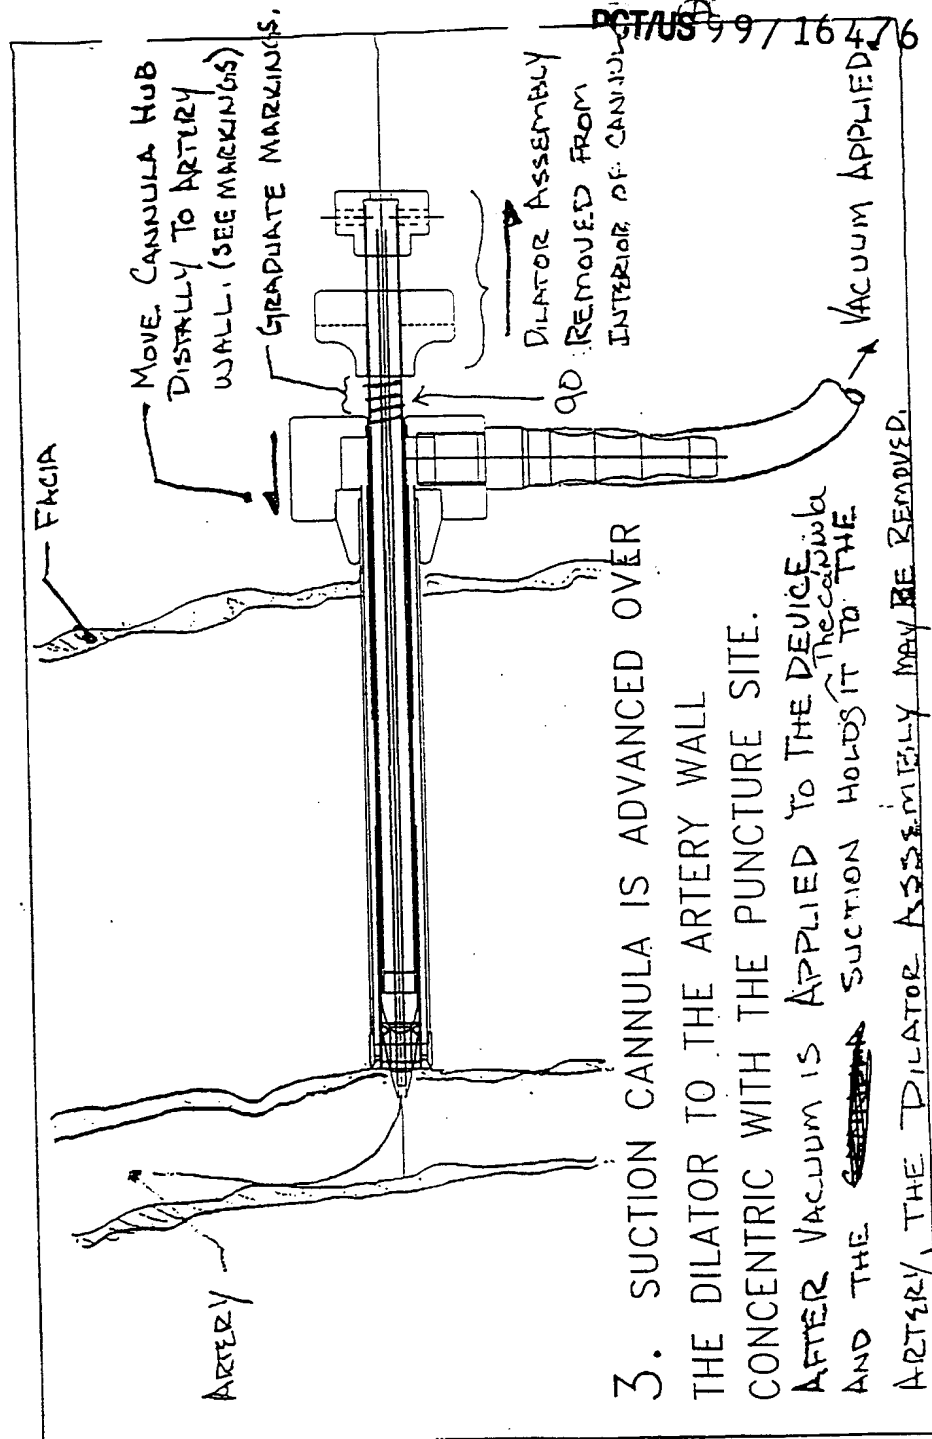 PCT/US 99/16476
FACIA
MOVE CANNULA HUB
DISTALLY TO ARTERY
WALL. (SEE MARKINGS)
GRADUATE MARKINGS.
DILATOR ASSEMBLY
REMOVED FROM
INTERIOR OF CANNUL
90
VACUUM APPLIED.
ARTERY
3. SUCTION CANNULA IS ADVANCED OVER
THE DILATOR TO THE ARTERY WALL
CONCENTRIC WITH THE PUNCTURE SITE.
AFTER VACUUM IS APPLIED TO THE DEVICE
The cannula
AND THE SUCTION HOLDS IT TO THE
ARTERY, THE DILATOR ASSEMBLY MAY BE REMOVED.